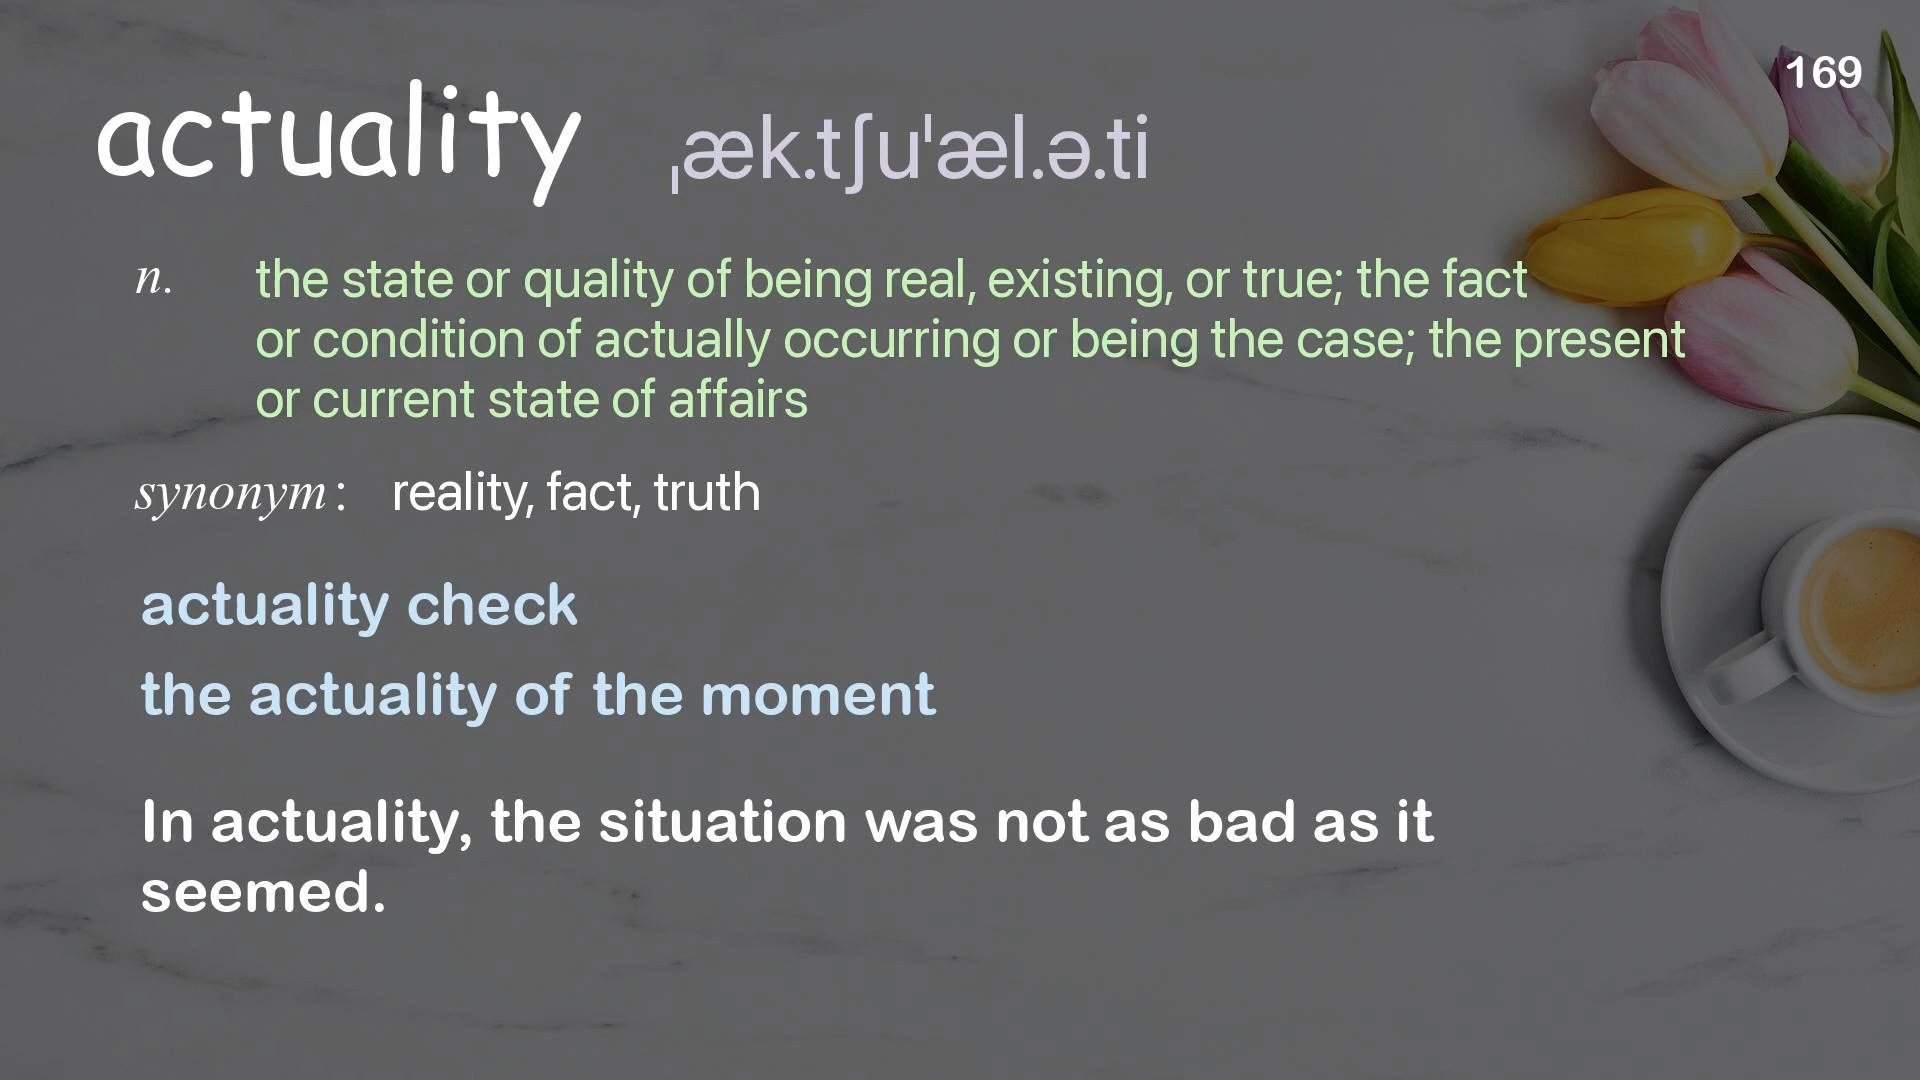 169
actuality ˌæk.tʃuˈæl.ə.ti
n. the state or quality of being real, existing, or true; the fact
or condition of actually occurring or being the case; the present
or current state of affairs
synonym: reality, fact, truth
actuality check
the actuality of the moment
In actuality, the situation was not as bad as it
seemed.